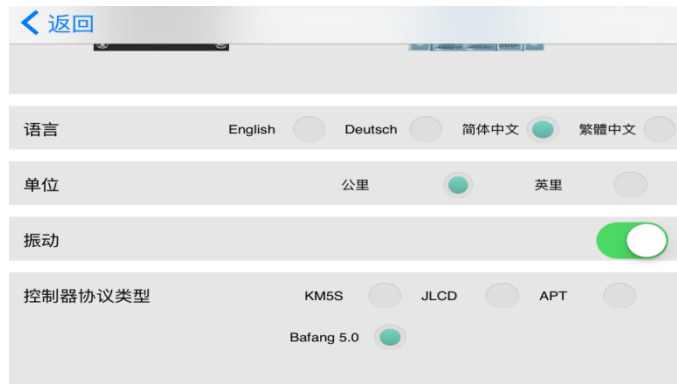 返回
语言 English Deutsch 简体中文 繁體中文
单位 公里 英里
振动
控制器协议类型 KM5S JLCD APT
Bafang 5.0